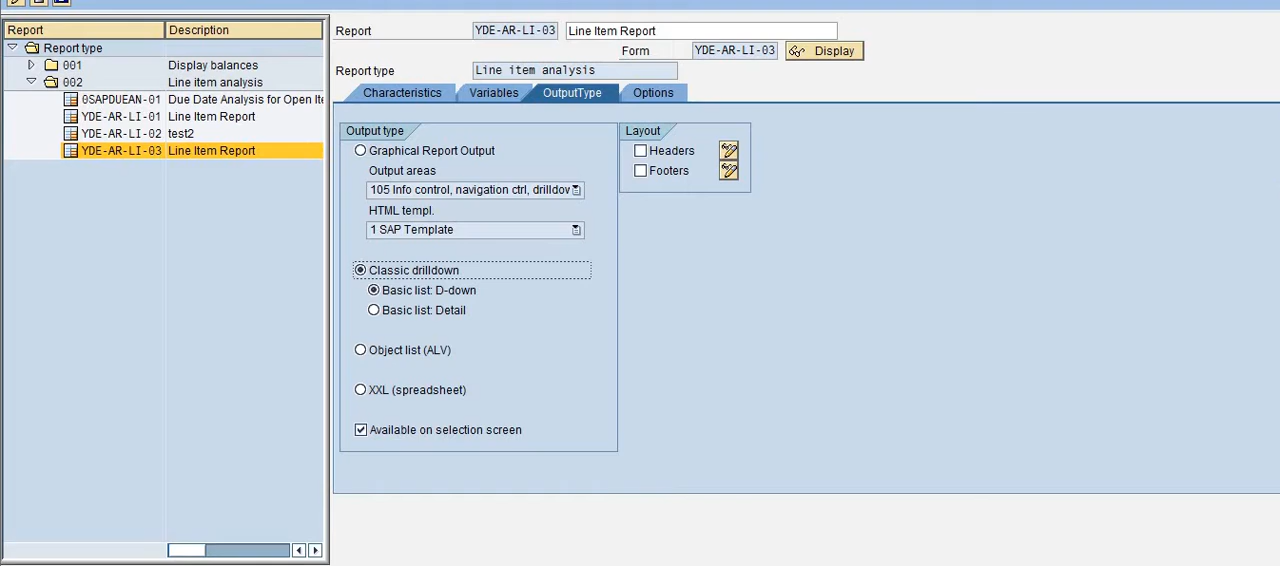 Report Description
Report type
001 Display balances
002 Line item analysis
0SAPDUEAN-01 Due Date Analysis for Open Ite
YDE-AR-LI-01 Line Item Report
YDE-AR-LI-02 test2
YDE-AR-LI-03 Line Item Report
Report YDE-AR-LI-03 Line Item Report
Form YDE-AR-LI-03 Display
Report type Line item analysis
Characteristics Variables OutputType Options
Output type
Graphical Report Output
Output areas
105 Info control, navigation ctrl, drilldov
HTML templ.
1 SAP Template
Classic drilldown
Basic list: D-down
Basic list: Detail
Object list (ALV)
XXL (spreadsheet)
Available on selection screen
Layout
Headers
Footers